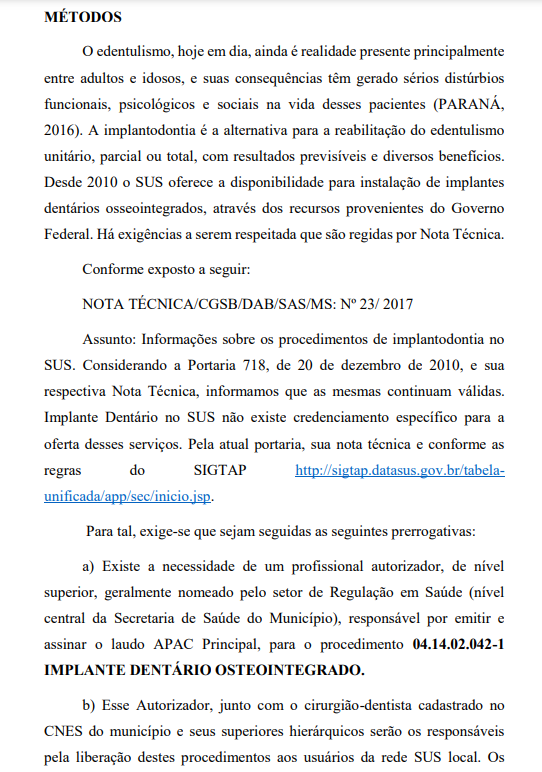 MÉTODOS
O edentulismo, hoje em dia, ainda é realidade presente principalmente
entre adultos e idosos, e suas consequências têm gerado sérios distúrbios
funcionais, psicológicos e sociais na vida desses pacientes (PARANÁ,
2016). A implantodontia é a alternativa para a reabilitação do edentulismo
unitário, parcial ou total, com resultados previsíveis e diversos benefícios.
Desde 2010 o SUS oferece a disponibilidade para instalação de implantes
dentários osseointegrados, através dos recursos provenientes do Governo
Federal. Há exigências a serem respeitada que são regidas por Nota Técnica.
Conforme exposto a seguir:
NOTA TÉCNICA/CGSB/DAB/SAS/MS: Nº 23/ 2017
Assunto: Informações sobre os procedimentos de implantodontia no
SUS. Considerando a Portaria 718, de 20 de dezembro de 2010, e sua
respectiva Nota Técnica, informamos que as mesmas continuam válidas.
Implante Dentário no SUS não existe credenciamento específico para a
oferta desses serviços. Pela atual portaria, sua nota técnica e conforme as
regras do SIGTAP http://sigtap.datasus.gov.br/tabela-
unificada/app/sec/inicio.jsp.
Para tal, exige-se que sejam seguidas as seguintes prerrogativas:
a) Existe a necessidade de um profissional autorizador, de nível
superior, geralmente nomeado pelo setor de Regulação em Saúde (nível
central da Secretaria de Saúde do Município), responsável por emitir e
assinar o laudo APAC Principal, para o procedimento 04.14.02.042-1
IMPLANTE DENTÁRIO OSTEOINTEGRADO.
b) Esse Autorizador, junto com o cirurgião-dentista cadastrado no
CNES do município e seus superiores hierárquicos serão os responsáveis
pela liberação destes procedimentos aos usuários da rede SUS local. Os